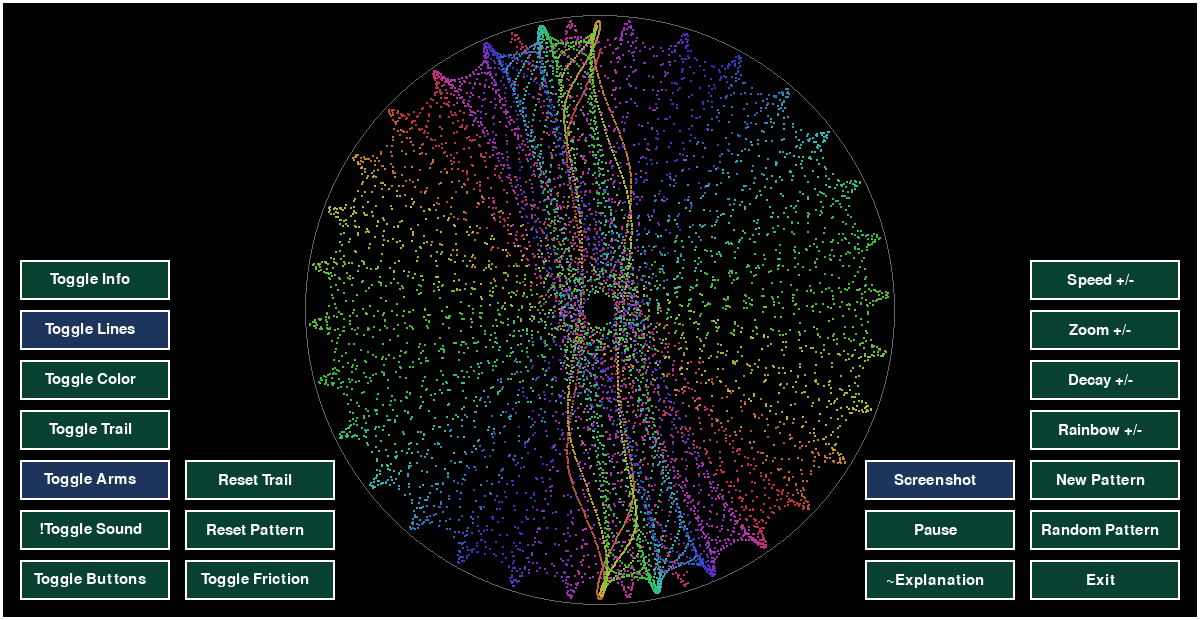 Toggle Info
Toggle Lines
Toggle Color
Toggle Trail
Toggle Arms
!Toggle Sound
Toggle Buttons
Reset Trail
Reset Pattern
Toggle Friction
Screenshot
Pause
~Explanation
Speed +/-
Zoom +/-
Decay +/-
Rainbow +/-
New Pattern
Random Pattern
Exit